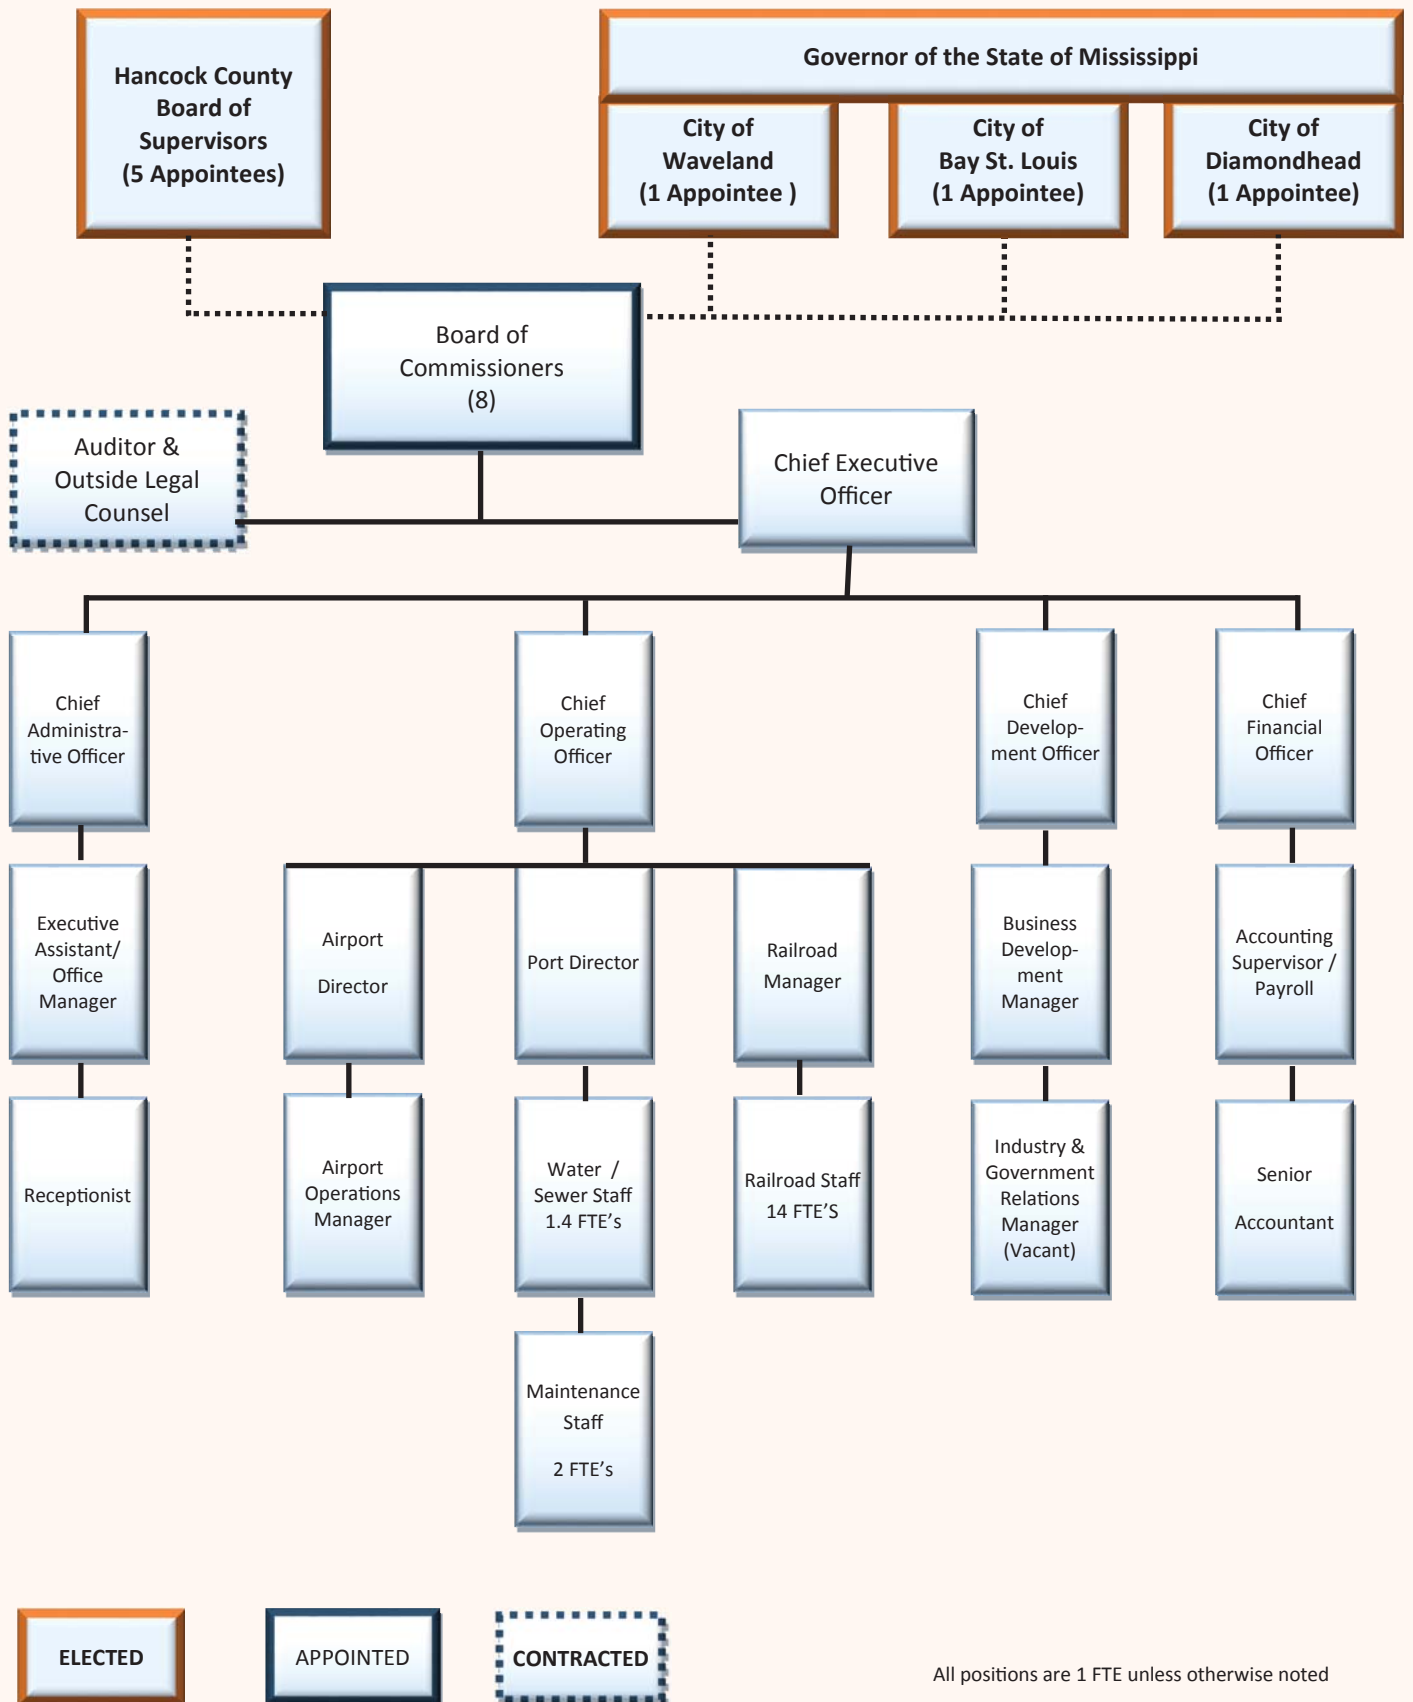 Hancock County
Board of
Supervisors
(5 Appointees)
Governor of the State of Mississippi
City of
Waveland
(1 Appointee )
City of
Bay St. Louis
(1 Appointee)
City of
Diamondhead
(1 Appointee)
Board of
Commissioners
(8)
Auditor &
Outside Legal
Counsel
Chief Executive
Officer
Chief
Administra-
tive Officer
Chief
Operating
Officer
Chief
Develop-
ment Officer
Chief
Financial
Officer
Executive
Assistant/
Office
Manager
Airport
Director
Port Director
Railroad
Manager
Business
Develop-
ment
Manager
Accounting
Supervisor /
Payroll
Receptionist
Airport
Operations
Manager
Water /
Sewer Staff
1.4 FTE’s
Railroad Staff
14 FTE’S
Industry &
Government
Relations
Manager
(Vacant)
Senior
Accountant
Maintenance
Staff
2 FTE’s
ELECTED
APPOINTED
CONTRACTED
All positions are 1 FTE unless otherwise noted